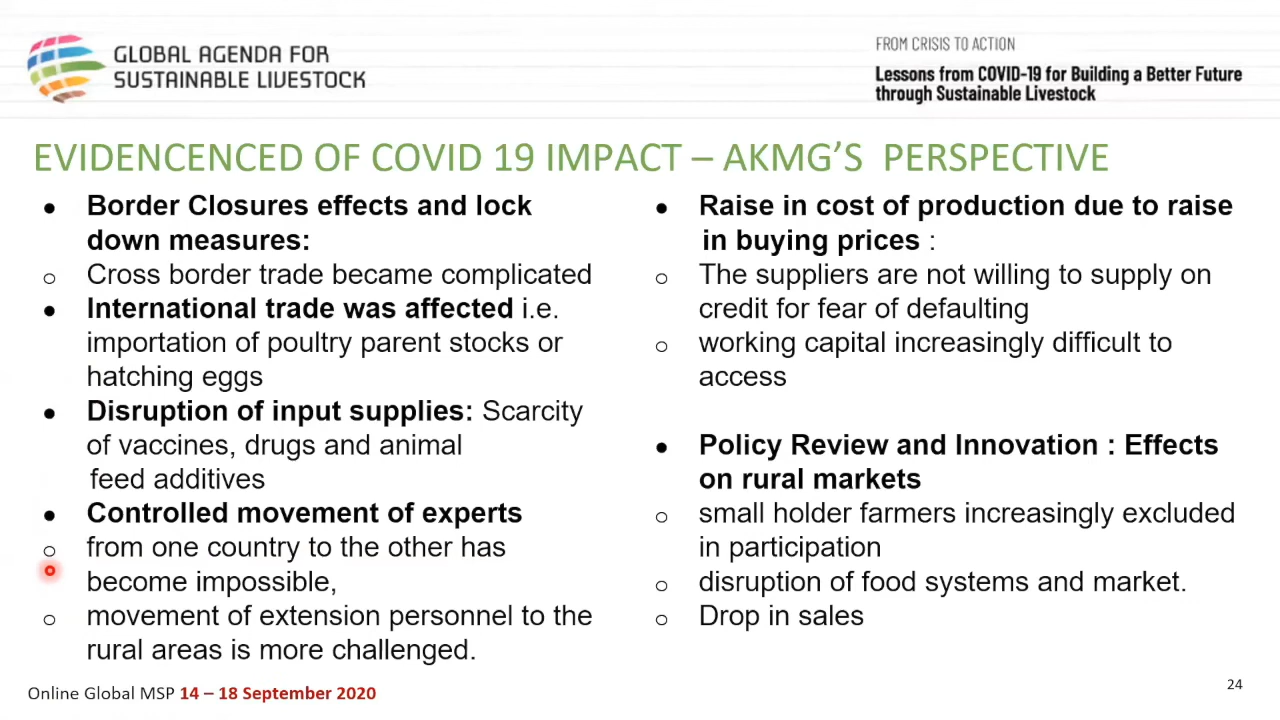 GLOBAL AGENDA FOR
SUSTAINABLE LIVESTOCK
FROM CRISIS TO ACTION
Lessons from COVID-19 for Building a Better Future
through Sustainable Livestock
EVIDENCENCED OF COVID 19 IMPACT – AKMG’S PERSPECTIVE
● Border Closures effects and lock
down measures:
○ Cross border trade became complicated
● International trade was affected i.e.
importation of poultry parent stocks or
hatching eggs
● Disruption of input supplies: Scarcity
of vaccines, drugs and animal
feed additives
● Controlled movement of experts
○ from one country to the other has
become impossible,
○ movement of extension personnel to the
rural areas is more challenged.
● Raise in cost of production due to raise
in buying prices :
○ The suppliers are not willing to supply on
credit for fear of defaulting
○ working capital increasingly difficult to
access
● Policy Review and Innovation : Effects
on rural markets
○ small holder farmers increasingly excluded
in participation
○ disruption of food systems and market.
○ Drop in sales
Online Global MSP 14 – 18 September 2020
24